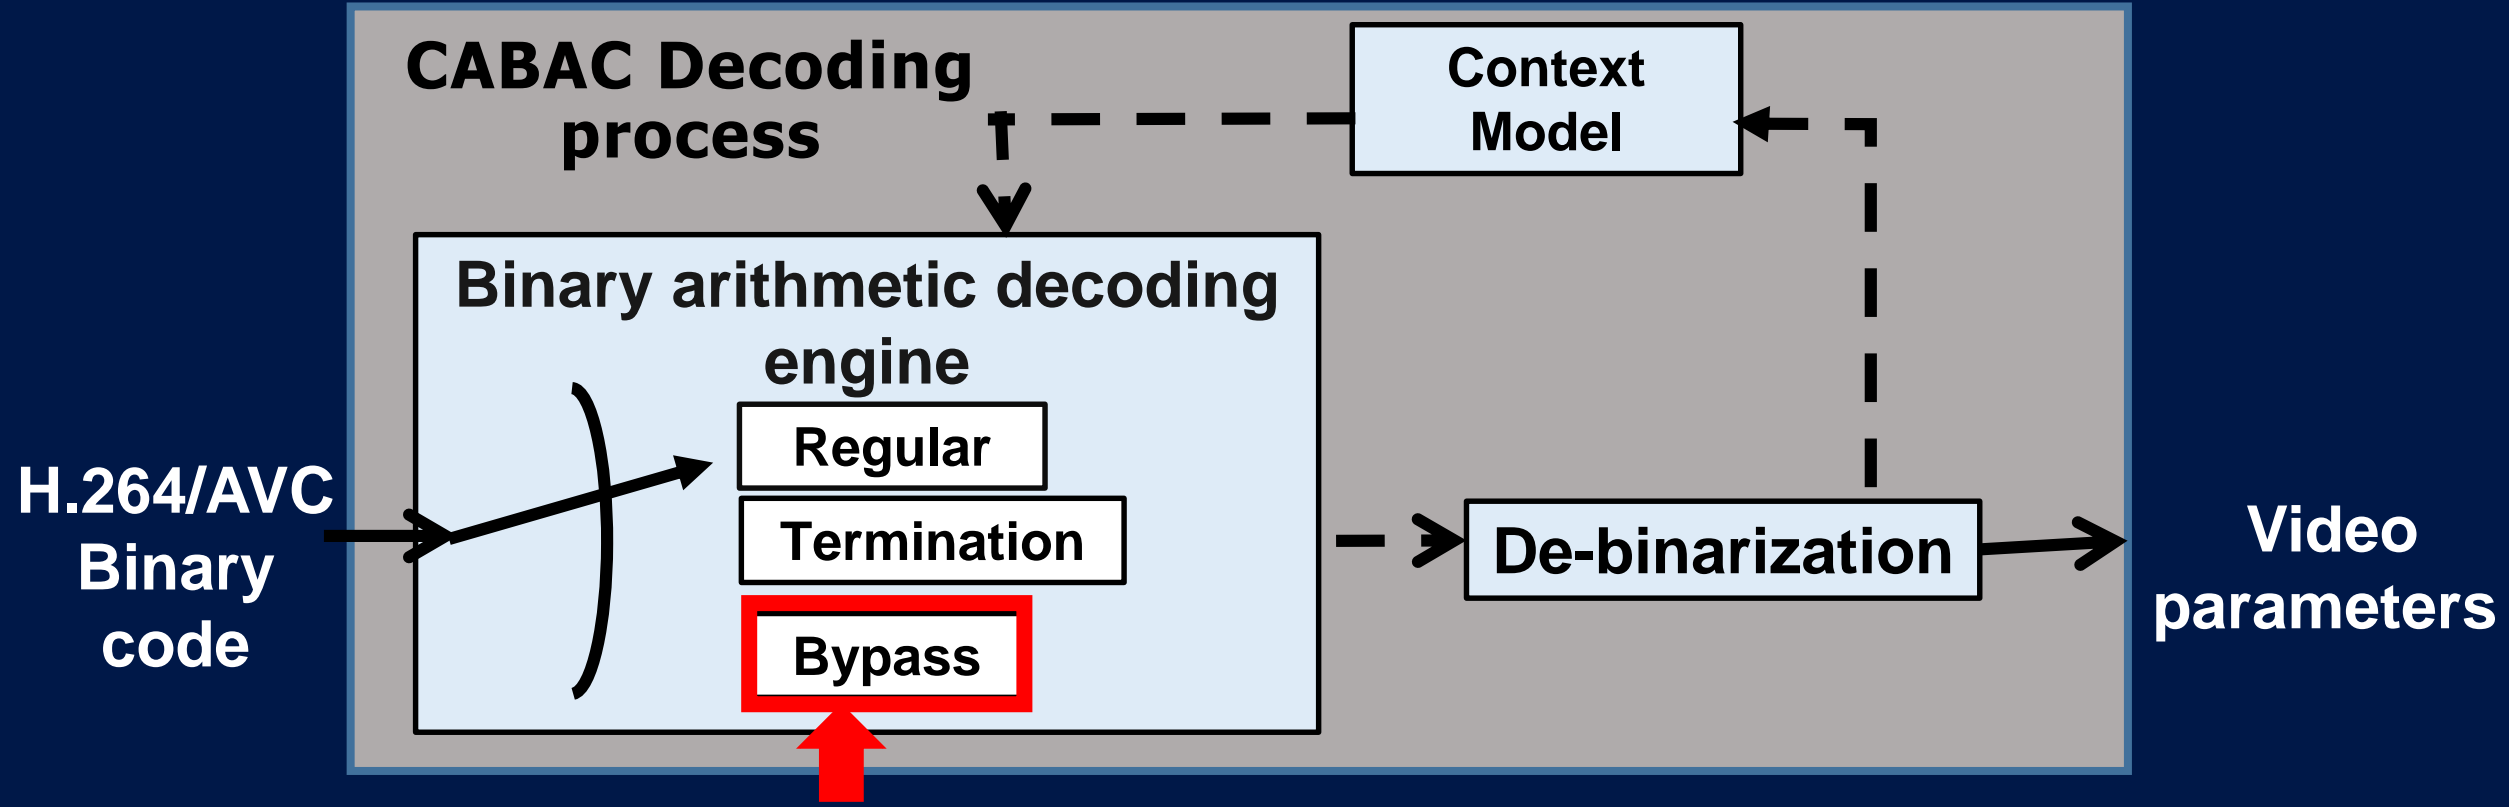 CABAC Decoding
process
Context
Model
Binary arithmetic decoding
engine
Regular
Termination
Bypass
H.264/AVC
Binary
code
De-binarization
Video
parameters